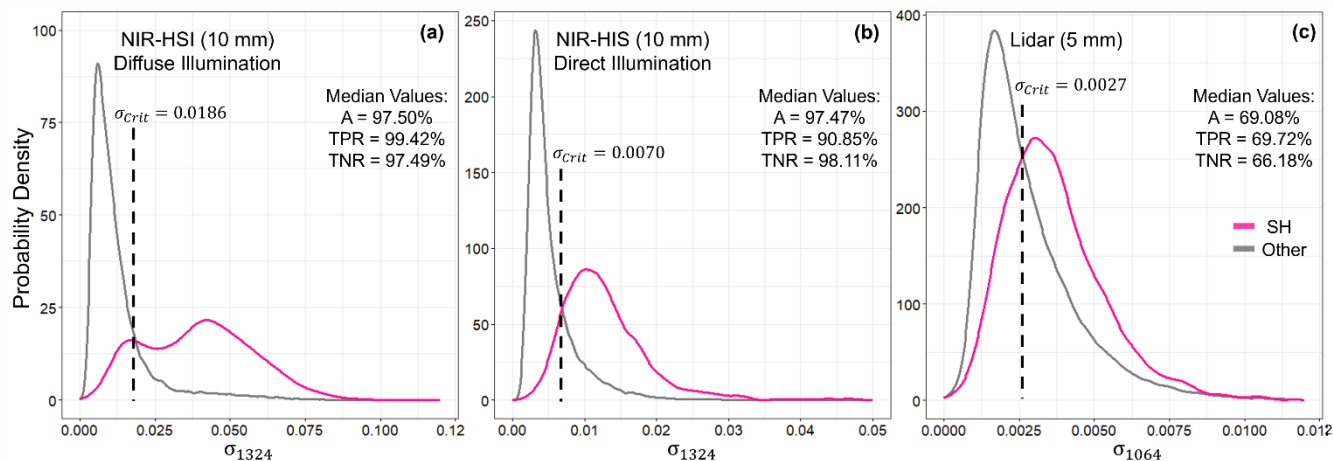 Probability Density
100
75
50
25
0
NIR-HSI (10 mm)
Diffuse Illumination
(a)
σ_Crit = 0.0186
Median Values:
A = 97.50%
TPR = 99.42%
TNR = 97.49%
0.000
0.025
0.050
0.075
0.100
0.12
σ₁₃₂₄
250
200
150
100
50
0
NIR-HIS (10 mm)
Direct Illumination
(b)
σ_Crit = 0.0070
Median Values:
A = 97.47%
TPR = 90.85%
TNR = 98.11%
0.00
0.01
0.02
0.03
0.04
0.05
σ₁₃₂₄
400
300
200
100
0
Lidar (5 mm)
(c)
σ_Crit = 0.0027
Median Values:
A = 69.08%
TPR = 69.72%
TNR = 66.18%
SH
Other
0.0000
0.0025
0.0050
0.0075
0.0100
0.012
σ₁₀₆₄